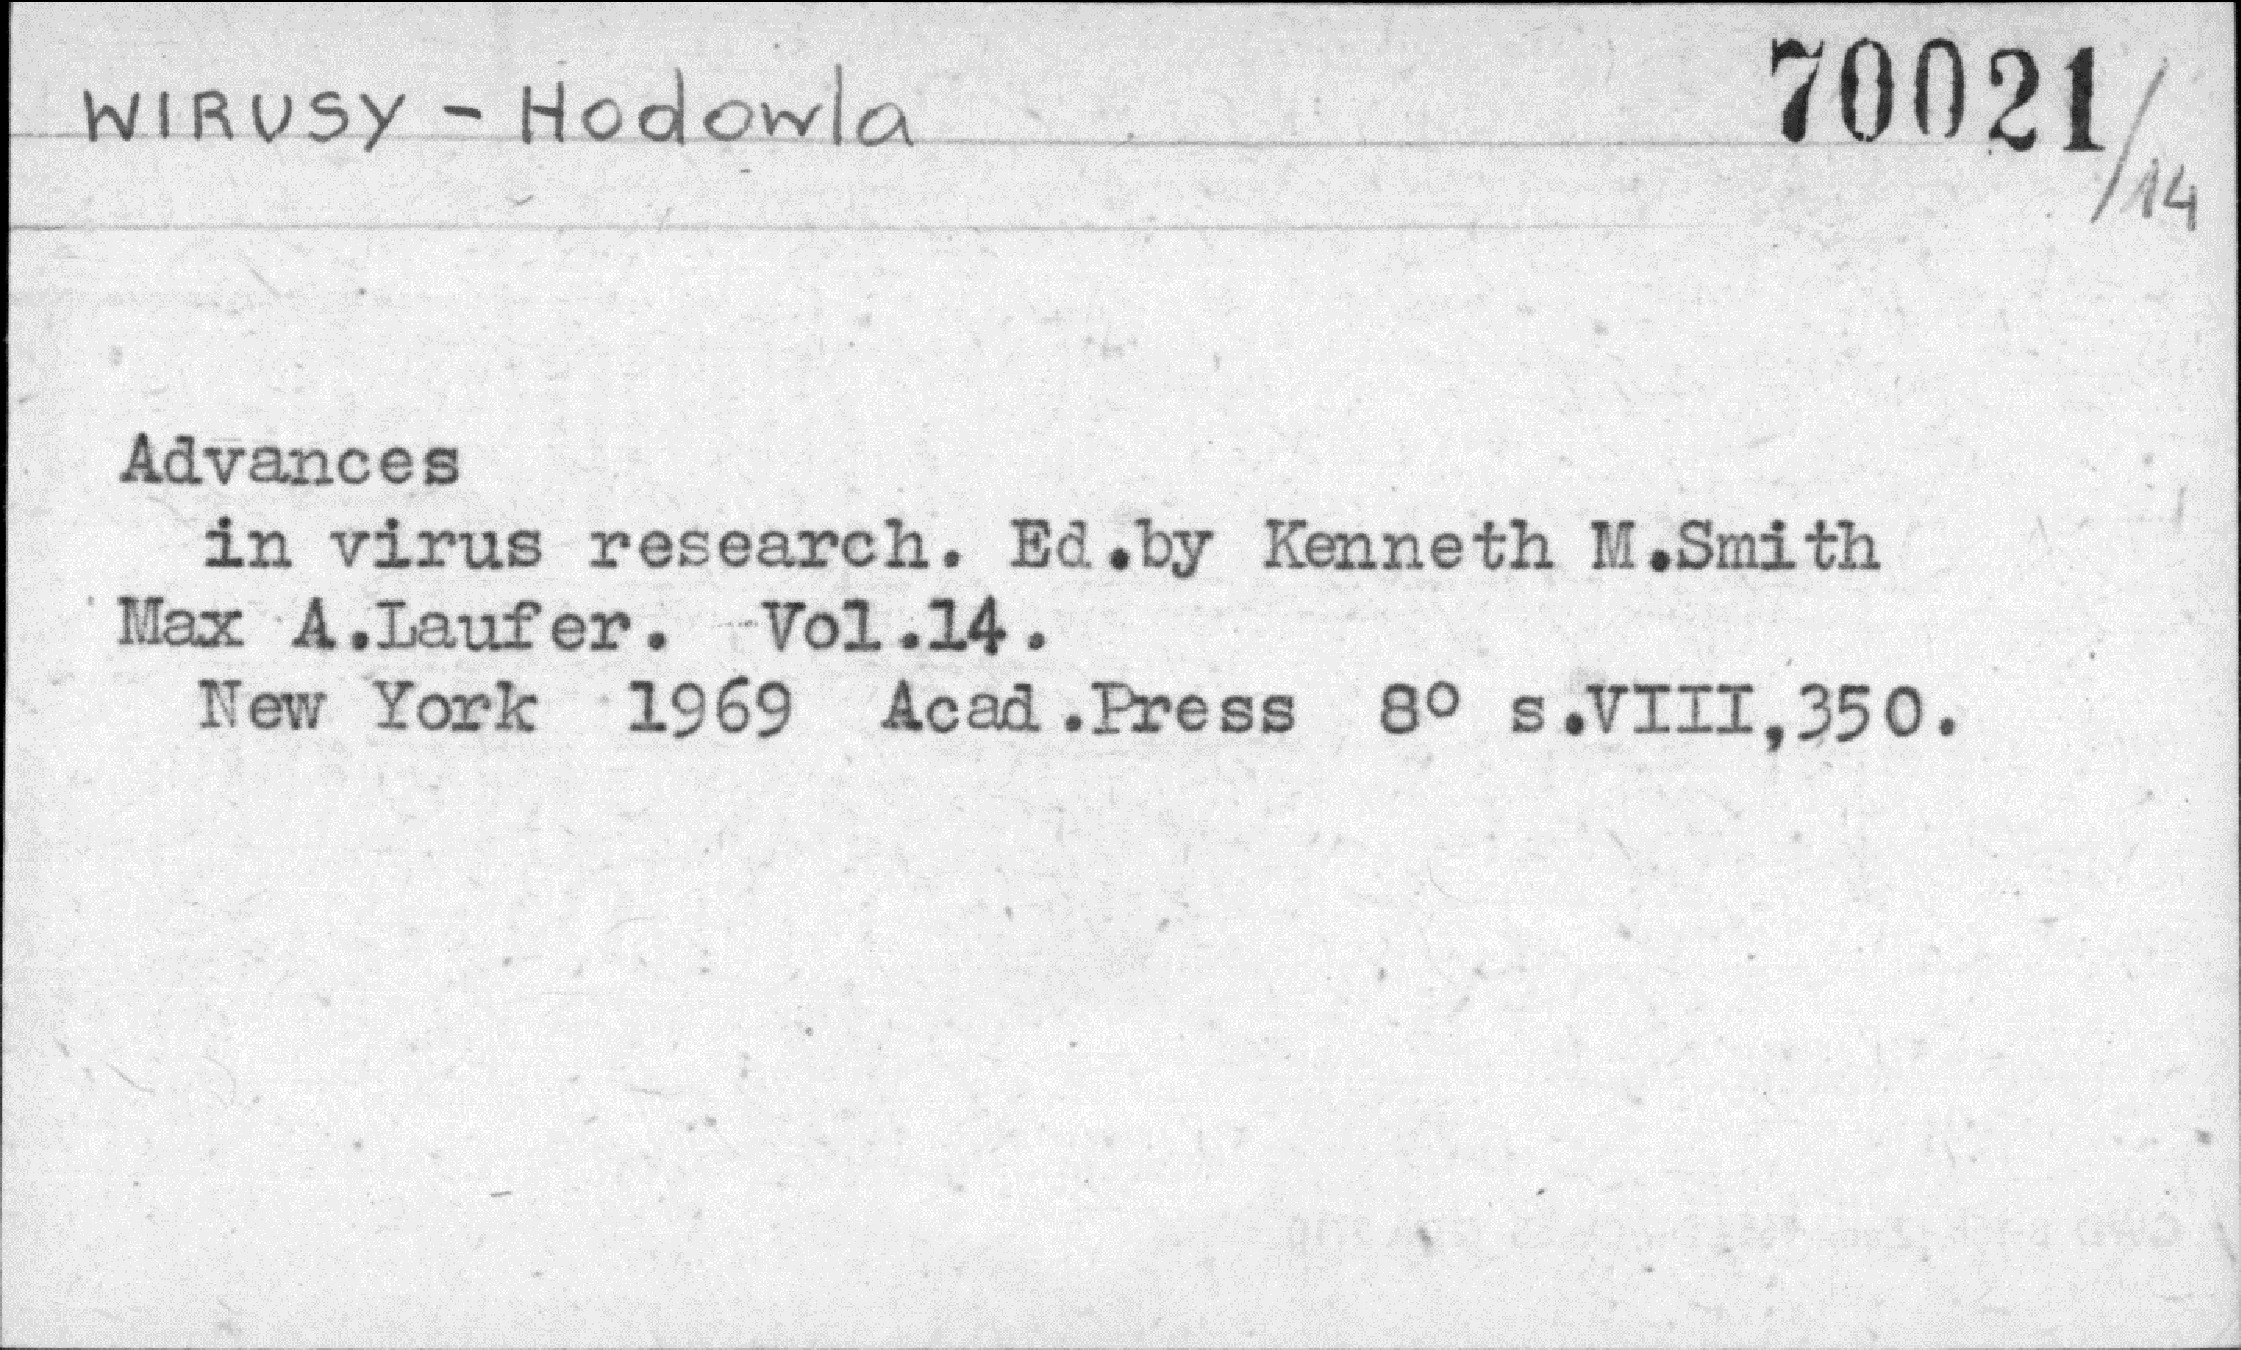 WIRUSY - Hodowla
70021/14
Advances
in virus research. Ed.by Kenneth M.Smith
Max A.Laufer. Vol.14.
New York 1969 Acad.Press 8º s.VIII,350.